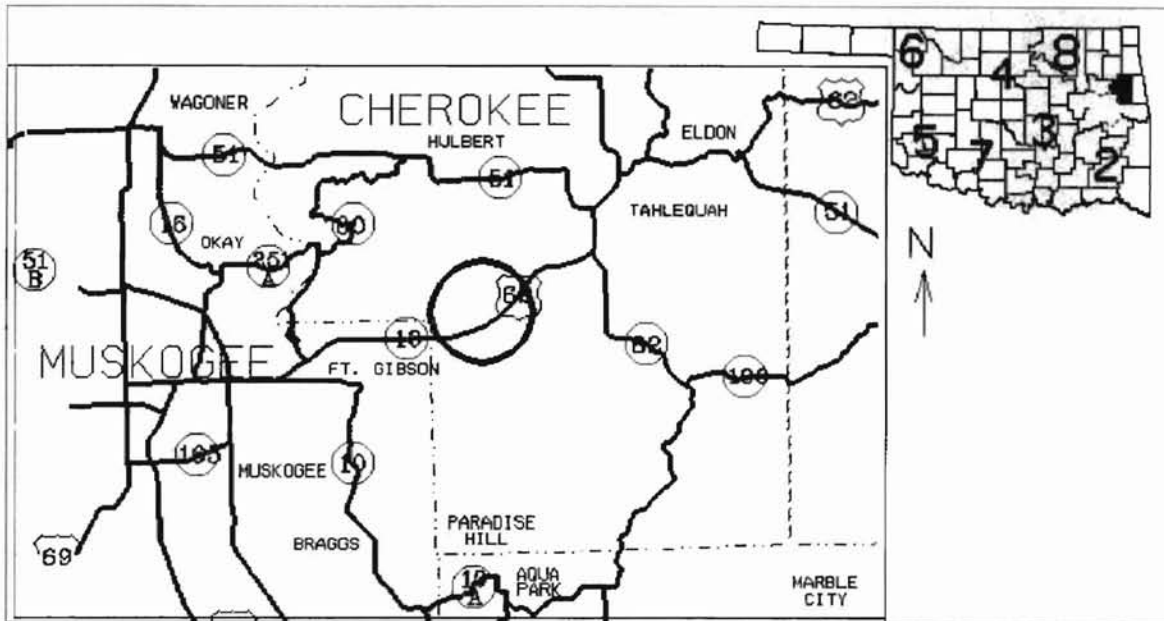 6
8
4
5
7
3
2
62
WAGONER
CHEROKEE
HULBERT
ELDON
51
51
16
80
TAHLEQUAH
51
OKAY
251
A
51
B
N
62
MUSKOGEE
10
FT. GIBSON
82
100
165
MUSKOGEE
10
PARADISE
HILL
69
BRAGGS
10
A
AQUA
PARK
MARBLE
CITY